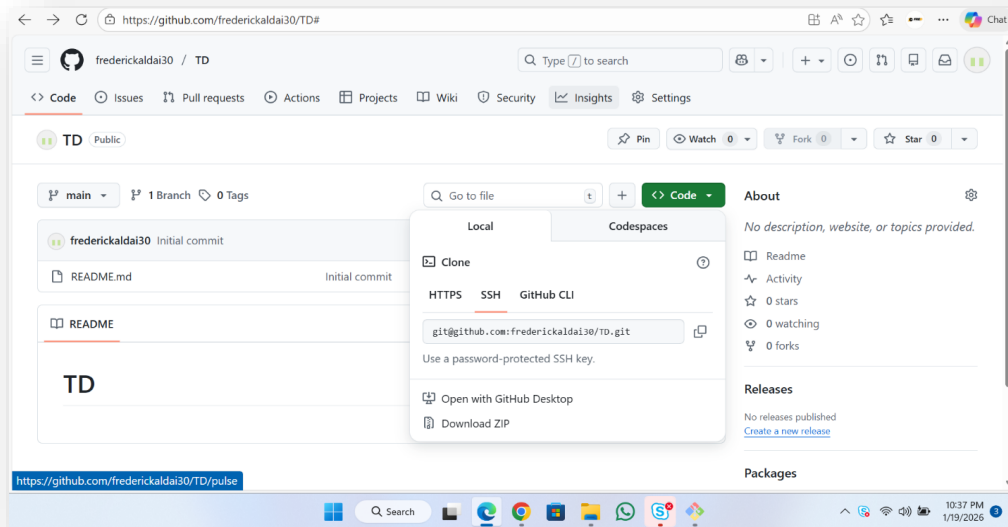 https://github.com/frederickaldai30/TD#
Chat
frederickaldai30 / TD
Type / to search
Code Issues Pull requests Actions Projects Wiki Security Insights Settings
TD Public
Pin Watch 0 Fork 0 Star 0
main 1 Branch 0 Tags
Go to file t
Code
frederickaldai30 Initial commit
README.md Initial commit
README
TD
Local Codespaces
Clone
HTTPS SSH GitHub CLI
git@github.com:frederickaldai30/TD.git
Use a password-protected SSH key.
Open with GitHub Desktop
Download ZIP
About
No description, website, or topics provided.
Readme
Activity
0 stars
0 watching
0 forks
Releases
No releases published
Create a new release
Packages
https://github.com/frederickaldai30/TD/pulse
Search
10:37 PM
1/19/2026
3